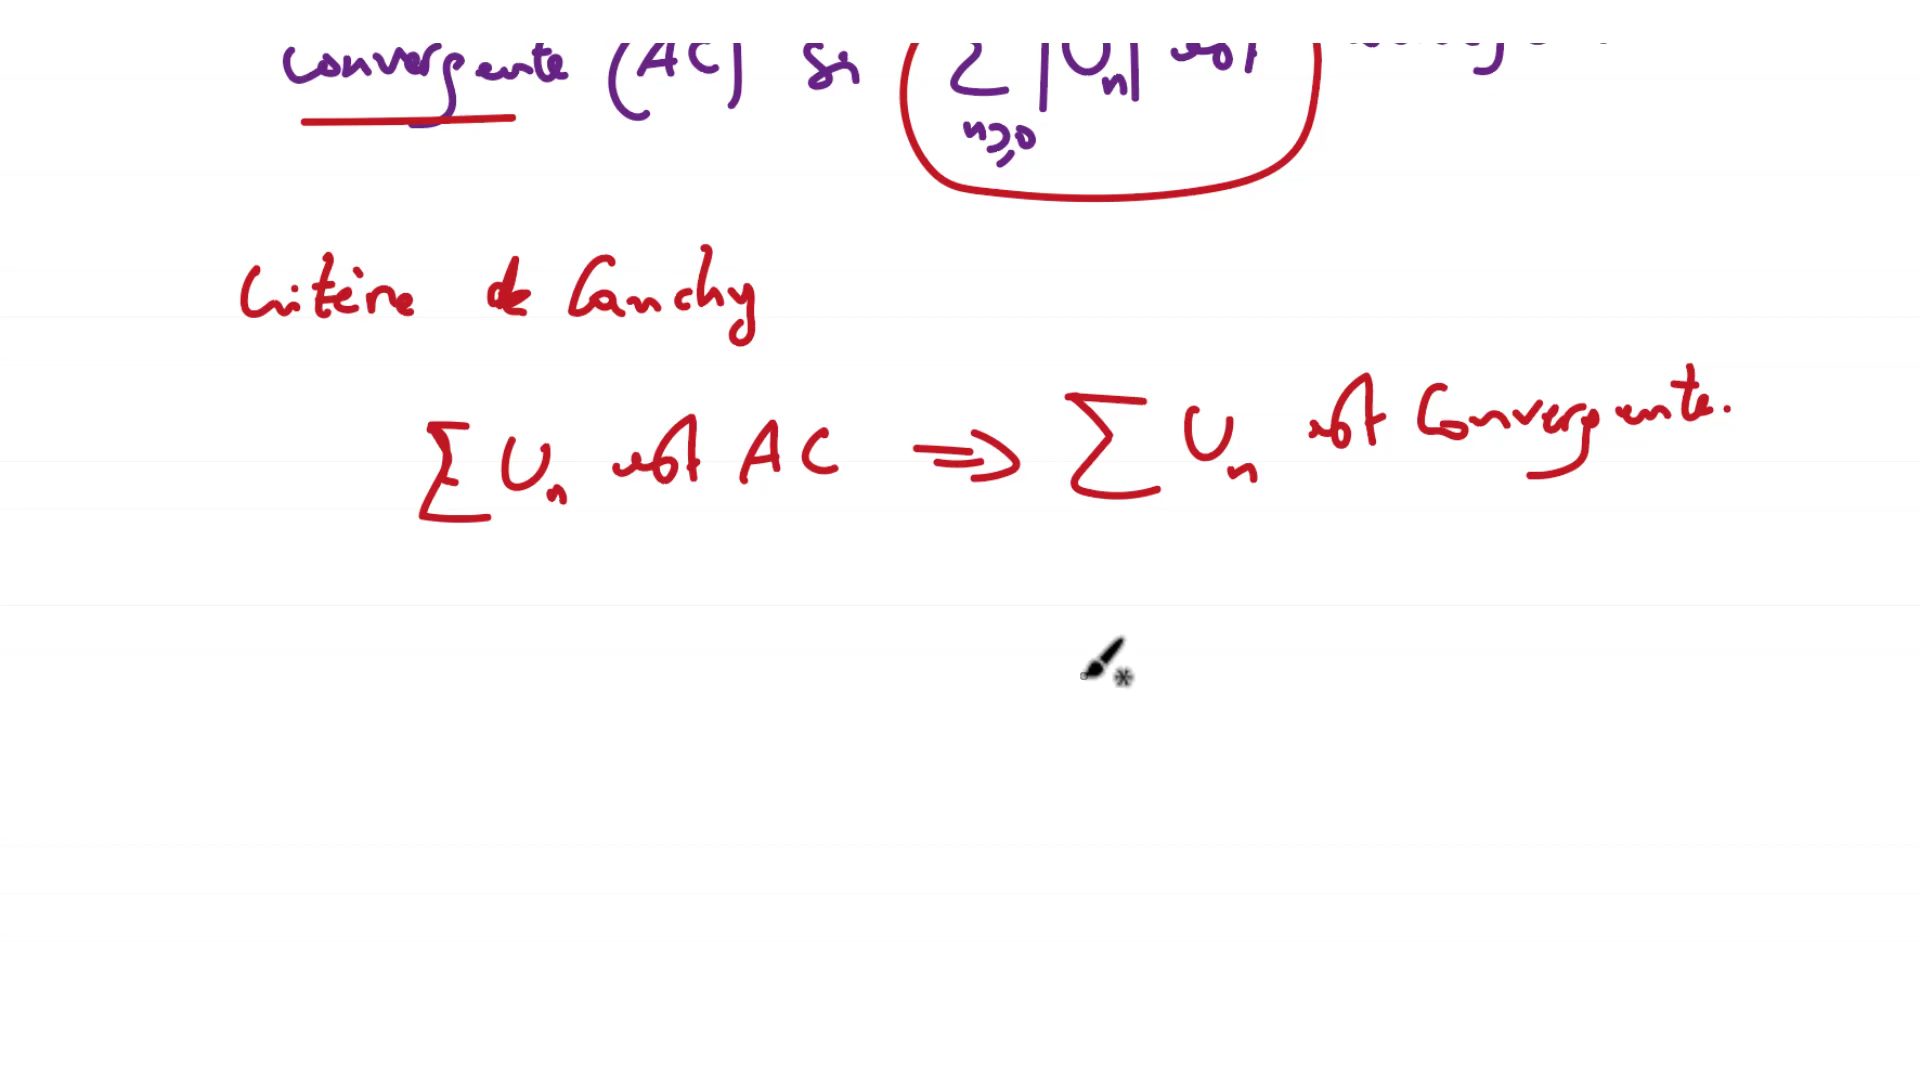 convergente (AC) si ∑ |Uₙ| est
n≥0
Critère de Cauchy
∑ Uₙ est AC ⇒ ∑ Uₙ est Convergente.